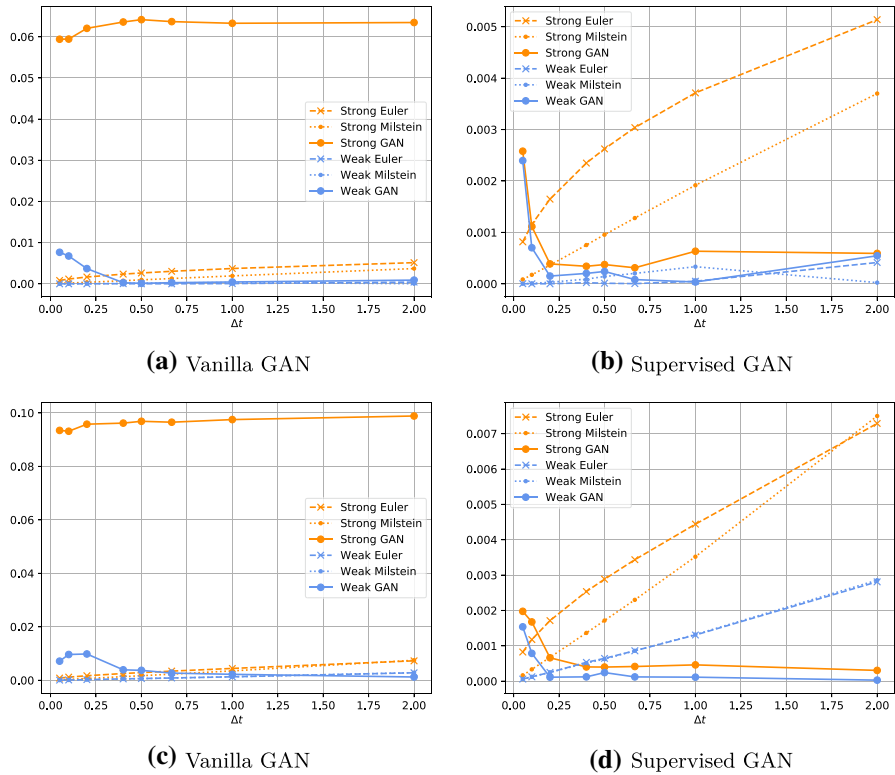 0.06
0.05
0.04
0.03
0.02
0.01
0.00
Strong Euler
Strong Milstein
Strong GAN
Weak Euler
Weak Milstein
Weak GAN
0.00 0.25 0.50 0.75 1.00 1.25 1.50 1.75 2.00
Δt
(a) Vanilla GAN
0.005
0.004
0.003
0.002
0.001
0.000
Strong Euler
Strong Milstein
Strong GAN
Weak Euler
Weak Milstein
Weak GAN
0.00 0.25 0.50 0.75 1.00 1.25 1.50 1.75 2.00
Δt
(b) Supervised GAN
0.10
0.08
0.06
0.04
0.02
0.00
Strong Euler
Strong Milstein
Strong GAN
Weak Euler
Weak Milstein
Weak GAN
0.00 0.25 0.50 0.75 1.00 1.25 1.50 1.75 2.00
Δt
(c) Vanilla GAN
0.007
0.006
0.005
0.004
0.003
0.002
0.001
0.000
Strong Euler
Strong Milstein
Strong GAN
Weak Euler
Weak Milstein
Weak GAN
0.00 0.25 0.50 0.75 1.00 1.25 1.50 1.75 2.00
Δt
(d) Supervised GAN